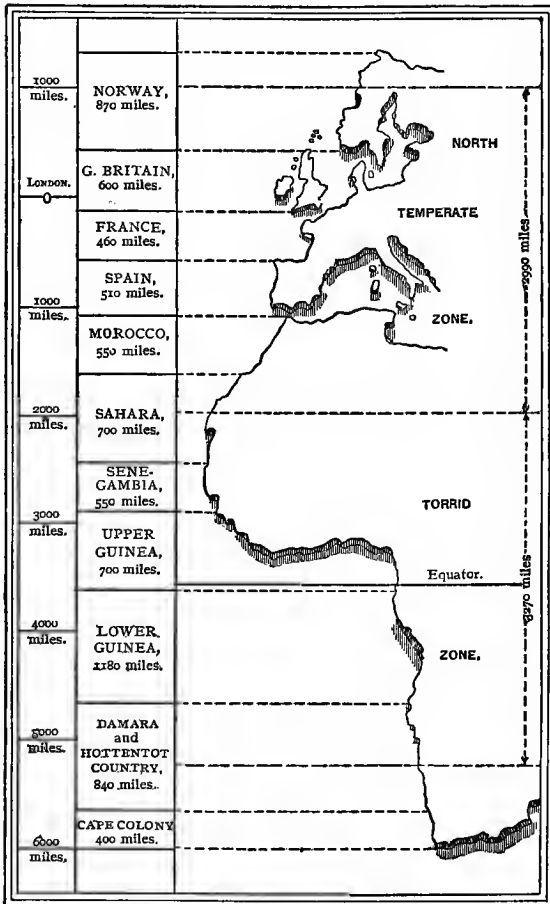 1000
miles.
LONDON.
0
1000
miles.
2000
miles.
3000
miles.
4000
miles.
5000
miles.
6000
miles.
NORWAY,
870 miles.
G. BRITAIN,
600 miles.
FRANCE,
460 miles.
SPAIN,
510 miles.
MOROCCO,
550 miles.
SAHARA,
700 miles.
SENE-
GAMBIA,
550 miles.
UPPER
GUINEA,
700 miles.
LOWER
GUINEA,
1180 miles.
DAMARA
and
HOTTENTOT
COUNTRY,
840 miles.
CAPE COLONY
400 miles.
NORTH
TEMPERATE
ZONE.
2990 miles
TORRID
Equator.
ZONE.
3270 miles